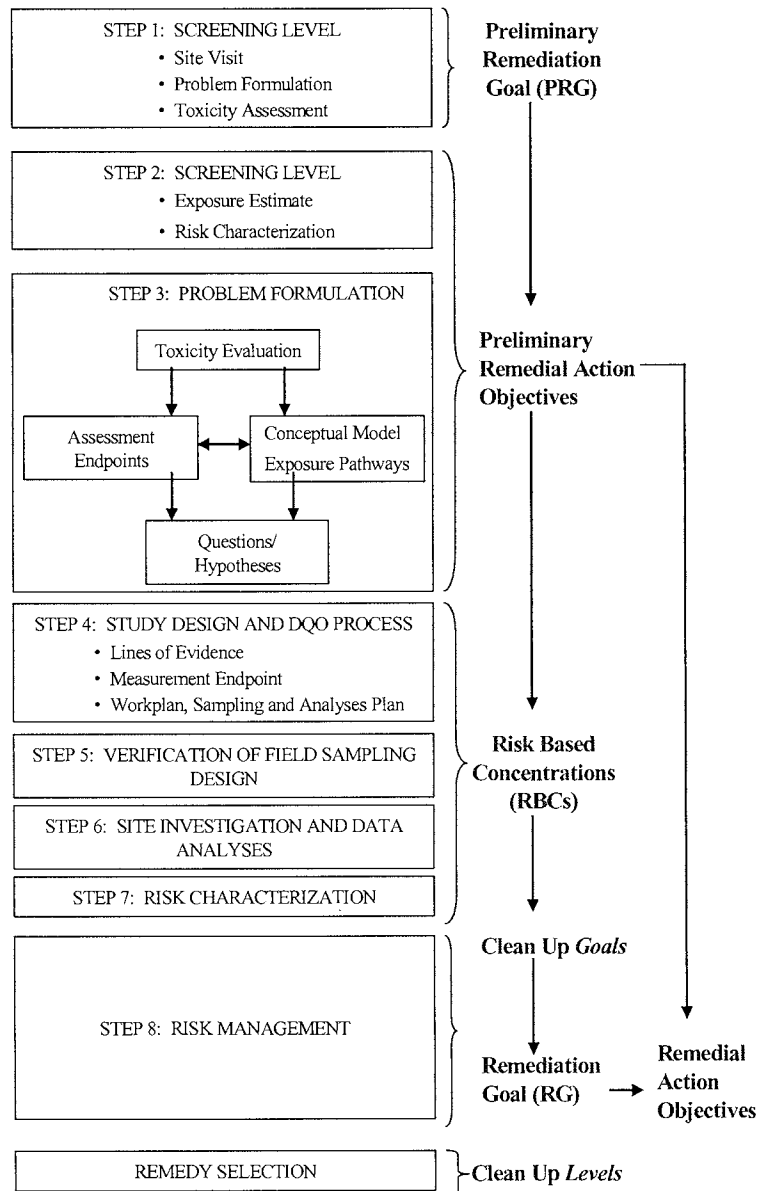 STEP 1: SCREENING LEVEL
• Site Visit
• Problem Formulation
• Toxicity Assessment
Preliminary
Remediation
Goal (PRG)
STEP 2: SCREENING LEVEL
• Exposure Estimate
• Risk Characterization
STEP 3: PROBLEM FORMULATION
Toxicity Evaluation
Assessment
Endpoints
Conceptual Model
Exposure Pathways
Questions/
Hypotheses
Preliminary
Remedial Action
Objectives
STEP 4: STUDY DESIGN AND DQO PROCESS
• Lines of Evidence
• Measurement Endpoint
• Workplan, Sampling and Analyses Plan
STEP 5: VERIFICATION OF FIELD SAMPLING
DESIGN
STEP 6: SITE INVESTIGATION AND DATA
ANALYSES
STEP 7: RISK CHARACTERIZATION
Risk Based
Concentrations
(RBCs)
Clean Up Goals
STEP 8: RISK MANAGEMENT
Remediation
Goal (RG)
Remedial
Action
Objectives
REMEDY SELECTION
Clean Up Levels